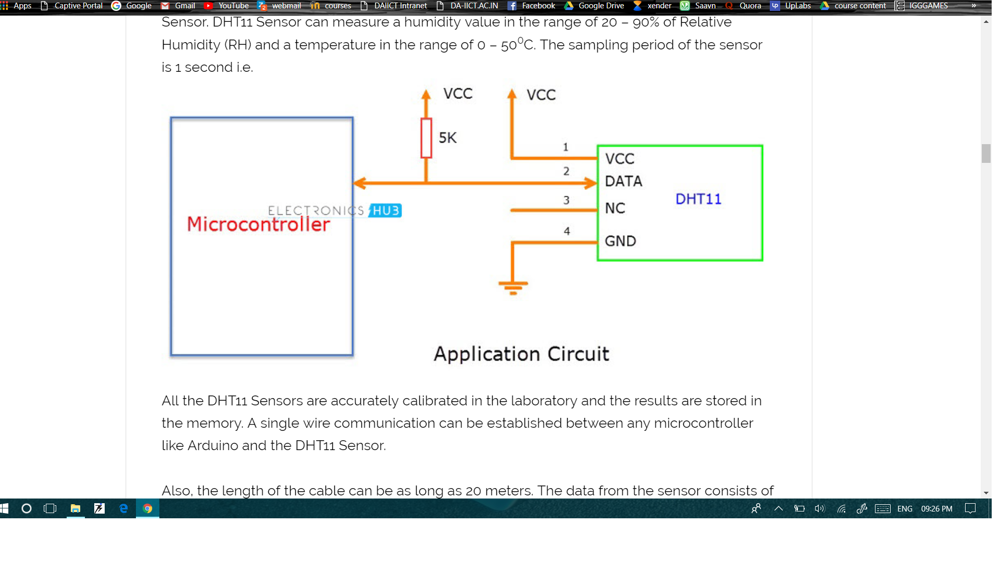 Apps Captive Portal Google Gmail YouTube webmail courses DAIICT Intranet DA-IICT.AC.IN Facebook Google Drive xender Saavn Quora UpLabs course content IGGGAMES »
Sensor. DHT11 Sensor can measure a humidity value in the range of 20 – 90% of Relative
Humidity (RH) and a temperature in the range of 0 – 50⁰C. The sampling period of the sensor
is 1 second i.e.
VCC VCC
5K
1
VCC
2
DATA
3
NC
4
GND
DHT11
ELECTRONICS HUB
Microcontroller
Application Circuit
All the DHT11 Sensors are accurately calibrated in the laboratory and the results are stored in
the memory. A single wire communication can be established between any microcontroller
like Arduino and the DHT11 Sensor.
Also, the length of the cable can be as long as 20 meters. The data from the sensor consists of
ENG 09:26 PM